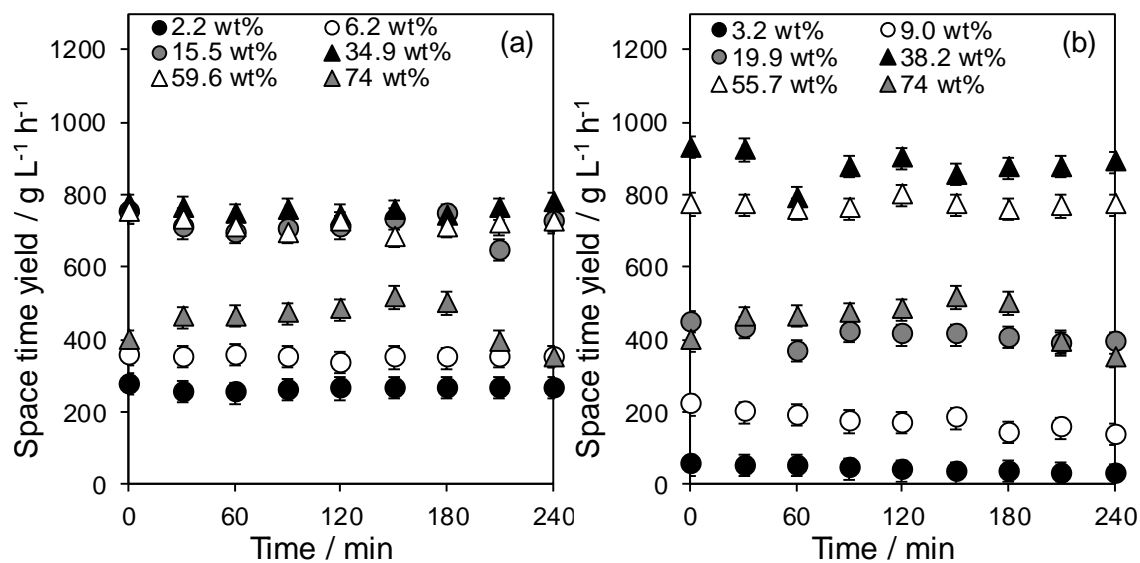 2.2 wt% 6.2 wt% (a)
15.5 wt% 34.9 wt%
59.6 wt% 74 wt%
1200
1000
800
600
400
200
0
0 60 120 180 240
Time / min
Space time yield / g L⁻¹ h⁻¹
3.2 wt% 9.0 wt% (b)
19.9 wt% 38.2 wt%
55.7 wt% 74 wt%
1200
1000
800
600
400
200
0
0 60 120 180 240
Time / min
Space time yield / g L⁻¹ h⁻¹